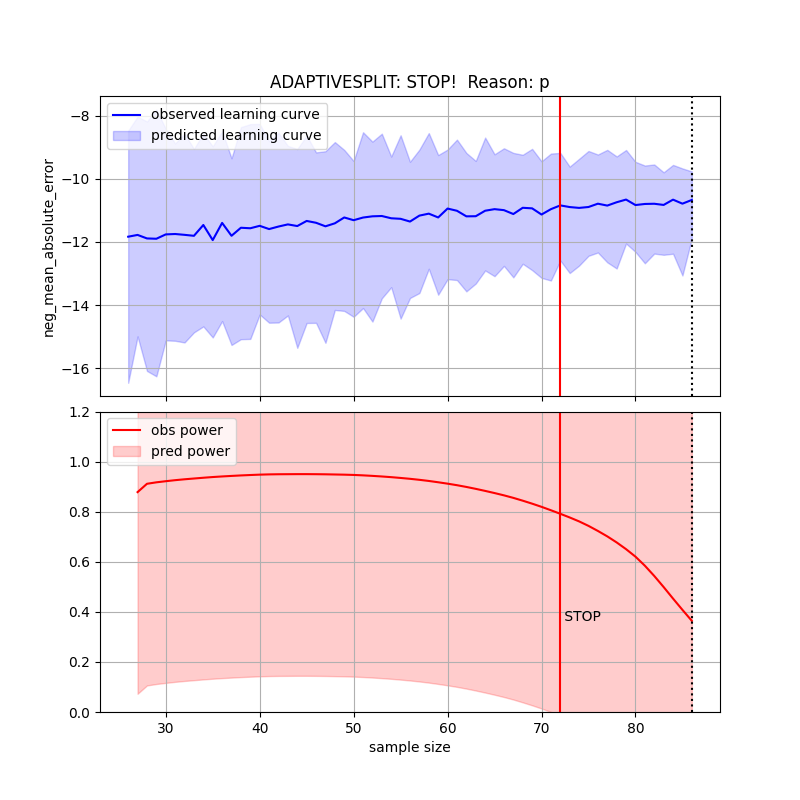 ADAPTIVESPLIT: STOP!  Reason: p
observed learning curve
predicted learning curve
neg_mean_absolute_error
−8
−10
−12
−14
−16
obs power
pred power
1.2
1.0
0.8
0.6
0.4
0.2
0.0
STOP
30 40 50 60 70 80
sample size